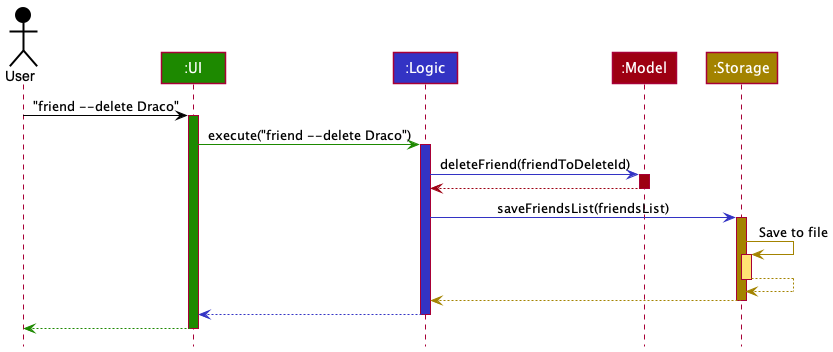 User
:UI
:Logic
:Model
:Storage
"friend --delete Draco"
execute("friend --delete Draco")
deleteFriend(friendToDeleteId)
saveFriendsList(friendsList)
Save to file